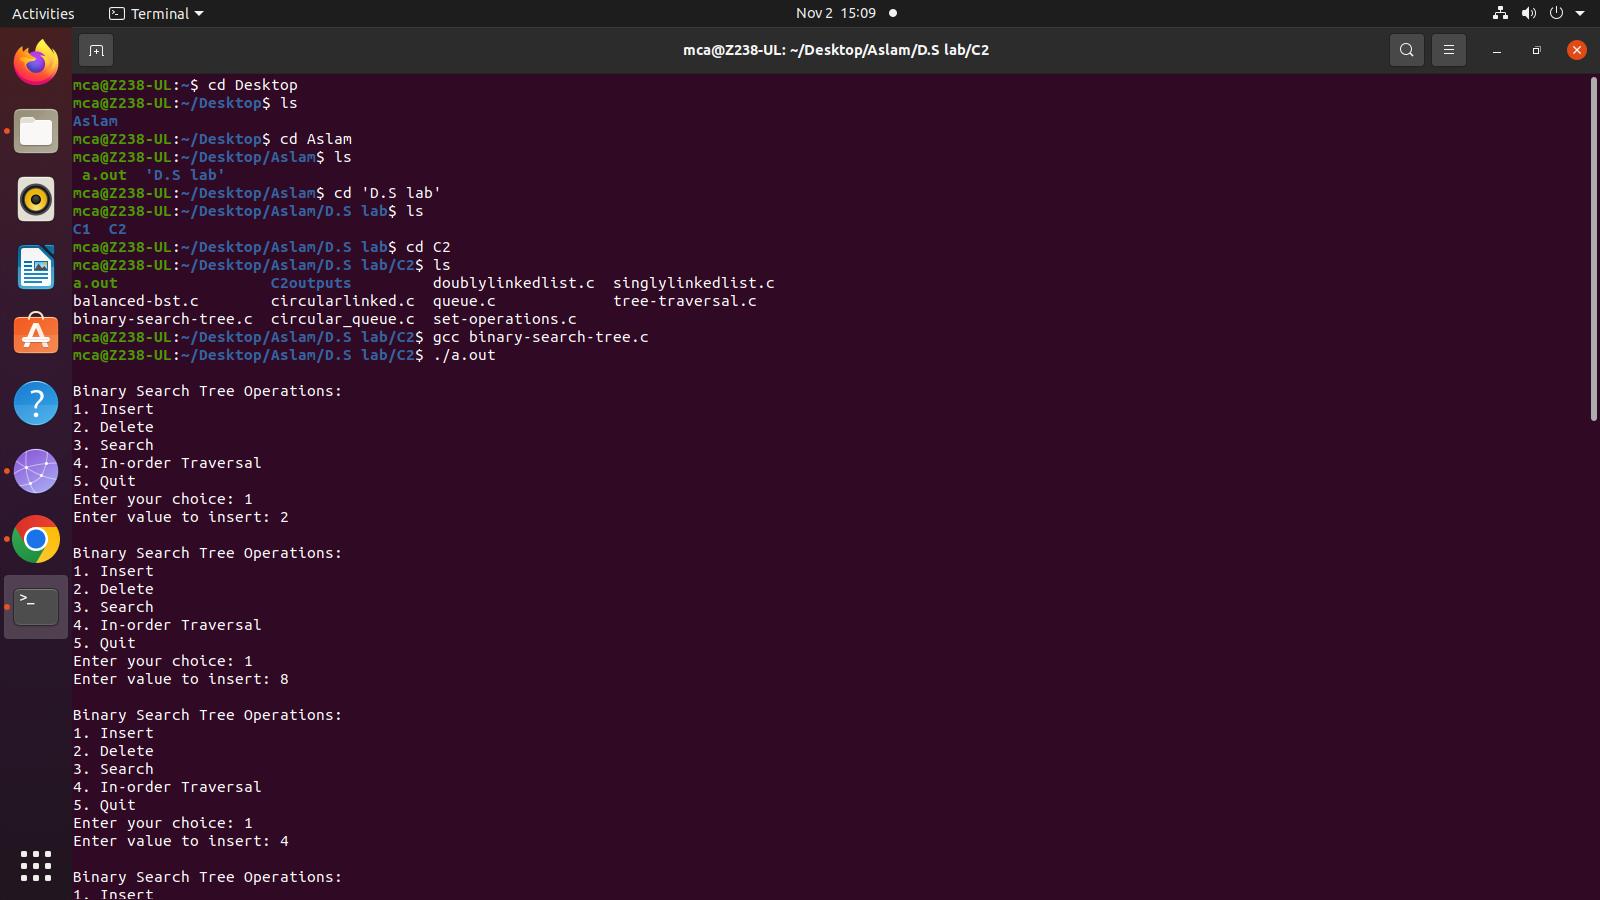 Activities Terminal Nov 2 15:09
mca@Z238-UL: ~/Desktop/Aslam/D.S lab/C2
mca@Z238-UL:~$ cd Desktop
mca@Z238-UL:~/Desktop$ ls
Aslam
mca@Z238-UL:~/Desktop$ cd Aslam
mca@Z238-UL:~/Desktop/Aslam$ ls
a.out 'D.S lab'
mca@Z238-UL:~/Desktop/Aslam$ cd 'D.S lab'
mca@Z238-UL:~/Desktop/Aslam/D.S lab$ ls
C1 C2
mca@Z238-UL:~/Desktop/Aslam/D.S lab$ cd C2
mca@Z238-UL:~/Desktop/Aslam/D.S lab/C2$ ls
a.out C2outputs doublylinkedlist.c singlylinkedlist.c
balanced-bst.c circularlinked.c queue.c tree-traversal.c
binary-search-tree.c circular_queue.c set-operations.c
mca@Z238-UL:~/Desktop/Aslam/D.S lab/C2$ gcc binary-search-tree.c
mca@Z238-UL:~/Desktop/Aslam/D.S lab/C2$ ./a.out
Binary Search Tree Operations:
1. Insert
2. Delete
3. Search
4. In-order Traversal
5. Quit
Enter your choice: 1
Enter value to insert: 2
Binary Search Tree Operations:
1. Insert
2. Delete
3. Search
4. In-order Traversal
5. Quit
Enter your choice: 1
Enter value to insert: 8
Binary Search Tree Operations:
1. Insert
2. Delete
3. Search
4. In-order Traversal
5. Quit
Enter your choice: 1
Enter value to insert: 4
Binary Search Tree Operations:
1. Insert